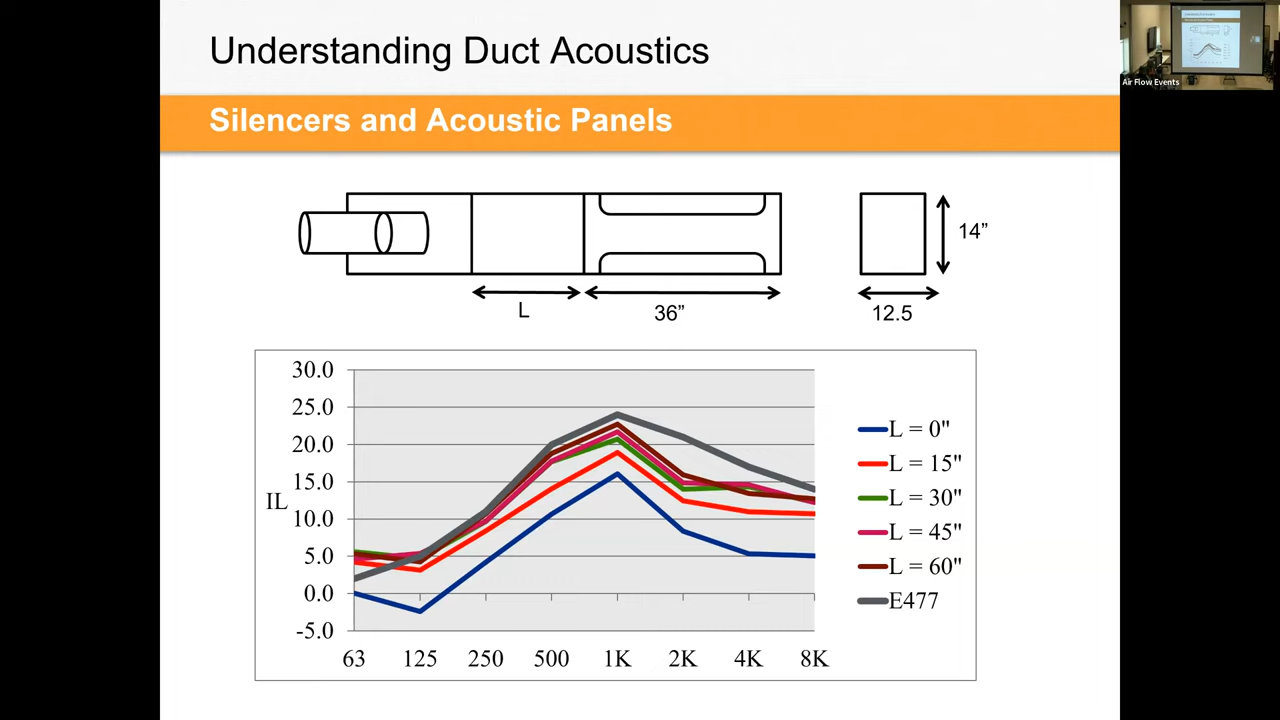 Understanding Duct Acoustics
Air Flow Events
Silencers and Acoustic Panels
14”
L
36”
12.5
30.0
25.0
20.0
15.0
10.0
5.0
0.0
-5.0
IL
63 125 250 500 1K 2K 4K 8K
L = 0"
L = 15"
L = 30"
L = 45"
L = 60"
E477